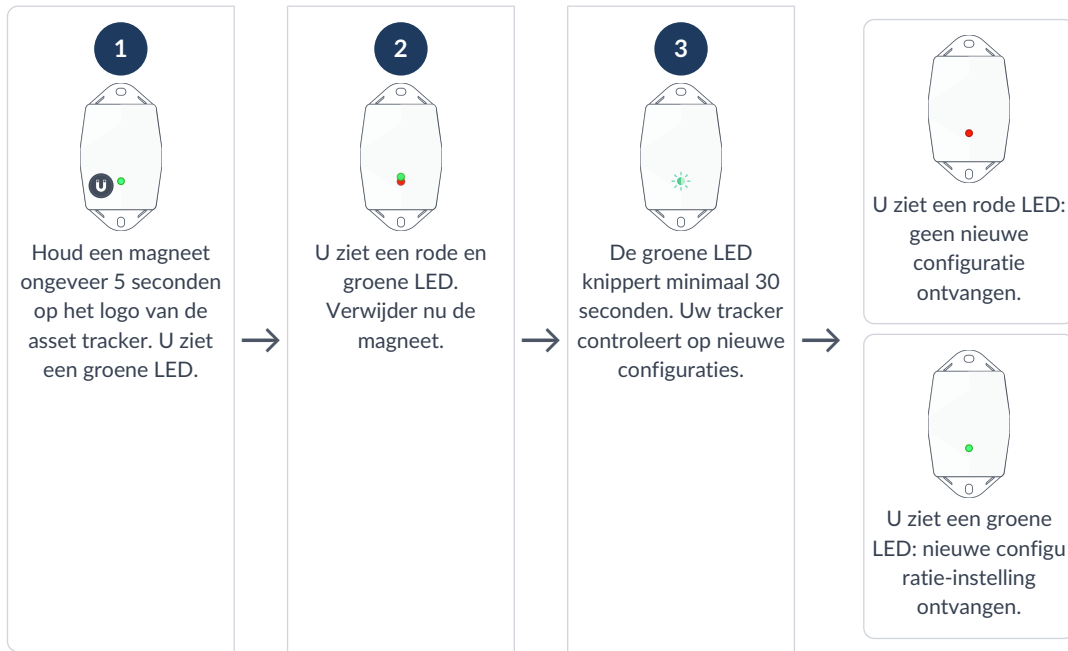 1
Houd een magneet
ongeveer 5 seconden
op het logo van de
asset tracker. U ziet
een groene LED.
2
U ziet een rode en
groene LED.
Verwijder nu de
magneet.
3
De groene LED
knippert minimaal 30
seconden. Uw tracker
controleert op nieuwe
configuraties.
U ziet een rode LED:
geen nieuwe
configuratie
ontvangen.
U ziet een groene
LED: nieuwe configu
ratie-instelling
ontvangen.